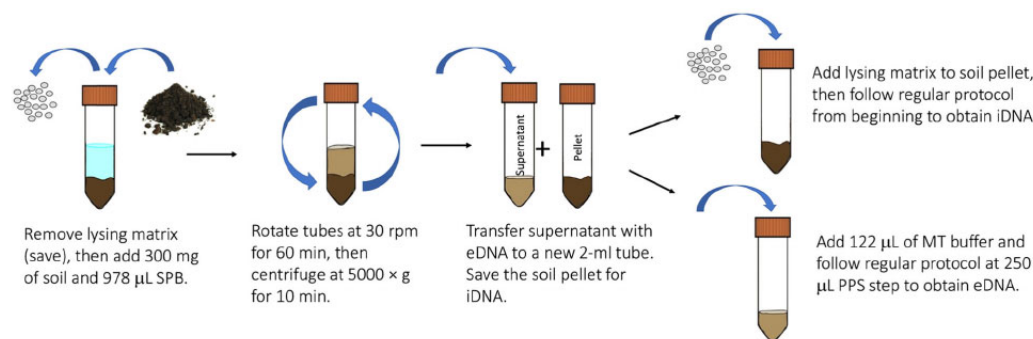 Remove lysing matrix
(save), then add 300 mg
of soil and 978 μL SPB.
Rotate tubes at 30 rpm
for 60 min, then
centrifuge at 5000 × g
for 10 min.
Supernatant
+
Pellet
Transfer supernatant with
eDNA to a new 2-ml tube.
Save the soil pellet for
iDNA.
Add lysing matrix to soil pellet,
then follow regular protocol
from beginning to obtain iDNA
Add 122 μL of MT buffer and
follow regular protocol at 250
μL PPS step to obtain eDNA.